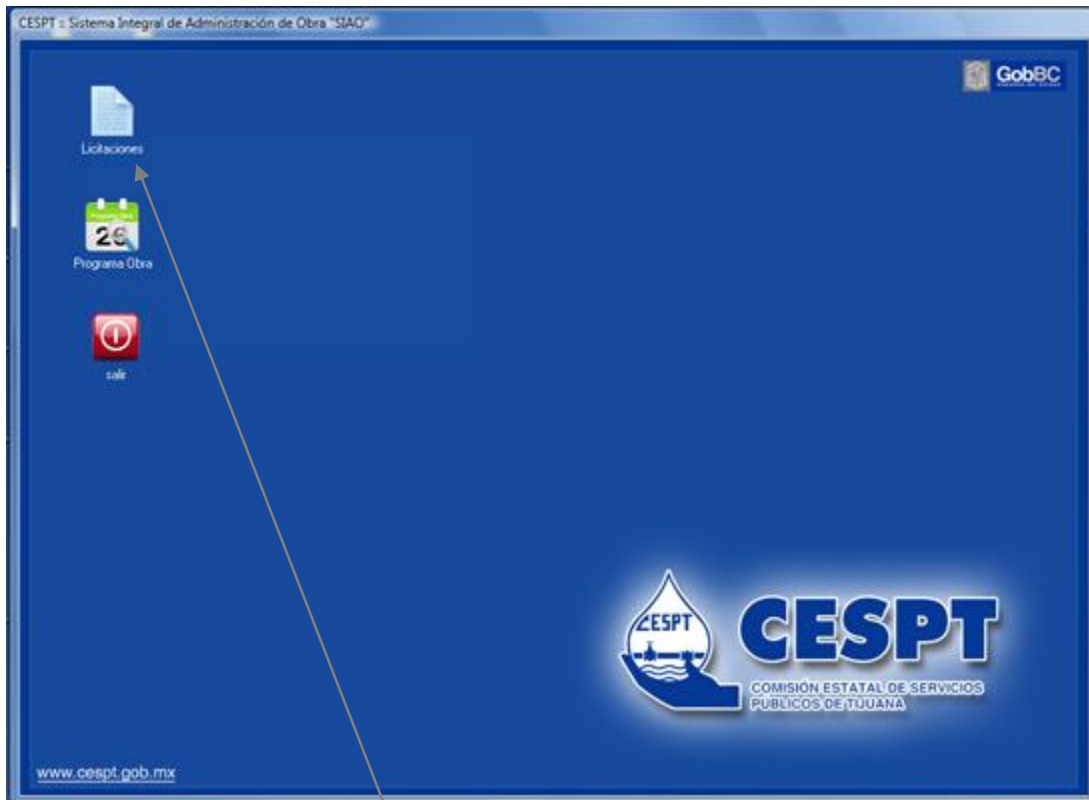 CESPT :: Sistema Integral de Administración de Obra "SIAO"
GobBC
Licitaciones
26
Programa Obra
salir
CESPT
CESPT
COMISIÓN ESTATAL DE SERVICIOS
PUBLICOS DE TIJUANA
www.cespt.gob.mx